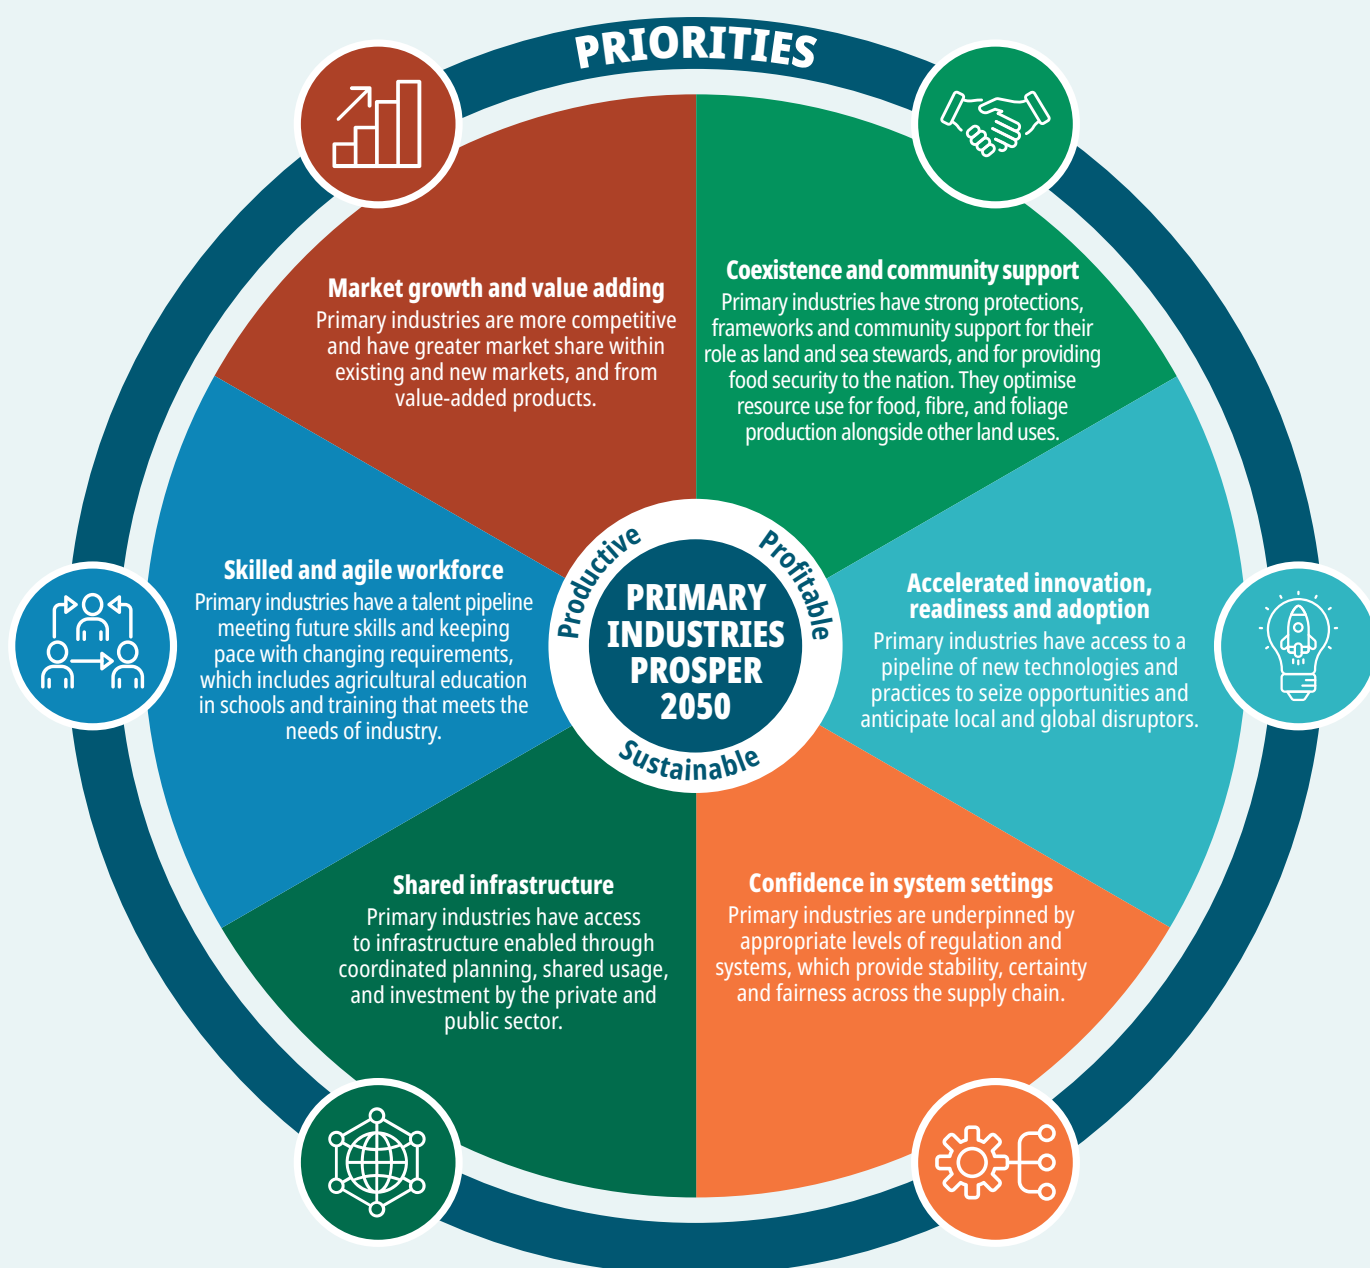 PRIORITIES
Market growth and value adding
Primary industries are more competitive
and have greater market share within
existing and new markets, and from
value-added products.
Coexistence and community support
Primary industries have strong protections,
frameworks and community support for their
role as land and sea stewards, and for providing
food security to the nation. They optimise
resource use for food, fibre, and foliage
production alongside other land uses.
Skilled and agile workforce
Primary industries have a talent pipeline
meeting future skills and keeping
pace with changing requirements,
which includes agricultural education
in schools and training that meets the
needs of industry.
Productive
Profitable
Sustainable
PRIMARY
INDUSTRIES
PROSPER
2050
Accelerated innovation,
readiness and adoption
Primary industries have access to a
pipeline of new technologies and
practices to seize opportunities and
anticipate local and global disruptors.
Shared infrastructure
Primary industries have access
to infrastructure enabled through
coordinated planning, shared usage,
and investment by the private and
public sector.
Confidence in system settings
Primary industries are underpinned by
appropriate levels of regulation and
systems, which provide stability, certainty
and fairness across the supply chain.